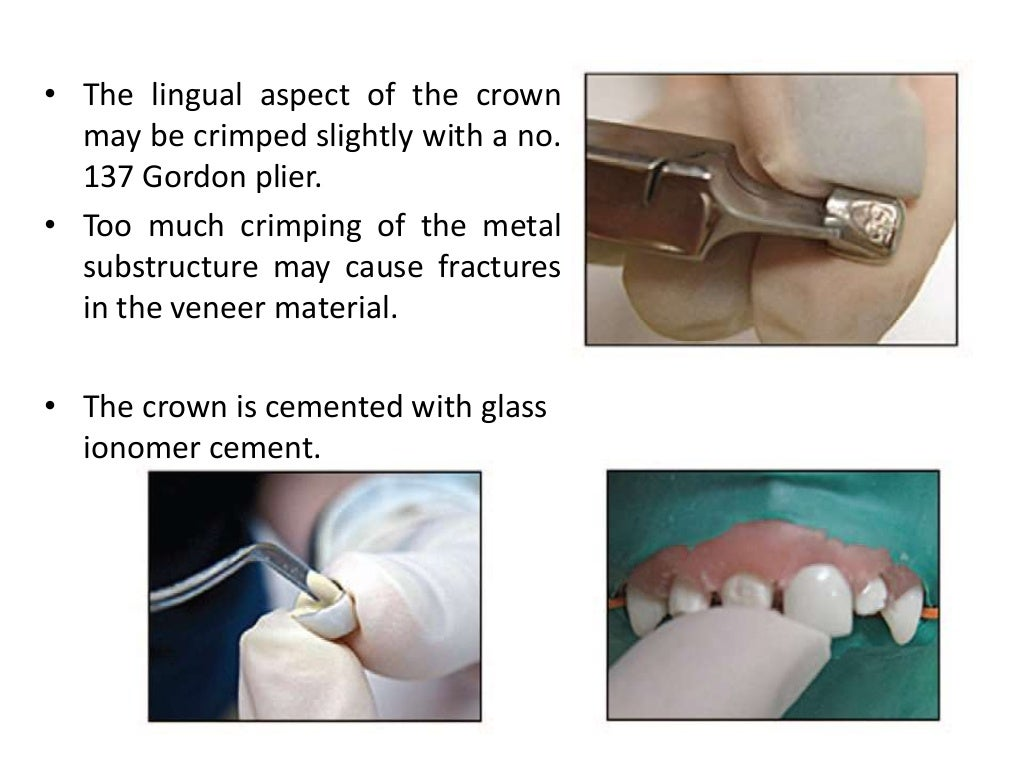 • The lingual aspect of the crown
may be crimped slightly with a no.
137 Gordon plier.
• Too much crimping of the metal
substructure may cause fractures
in the veneer material.
• The crown is cemented with glass
ionomer cement.